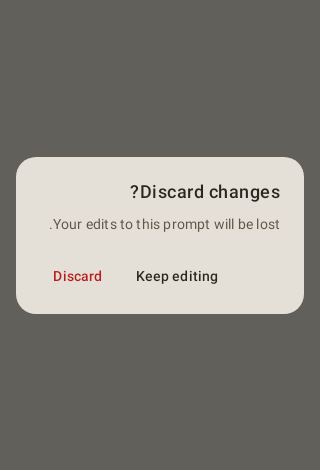 ?Discard changes
.Your edits to this prompt will be lost
Discard Keep editing